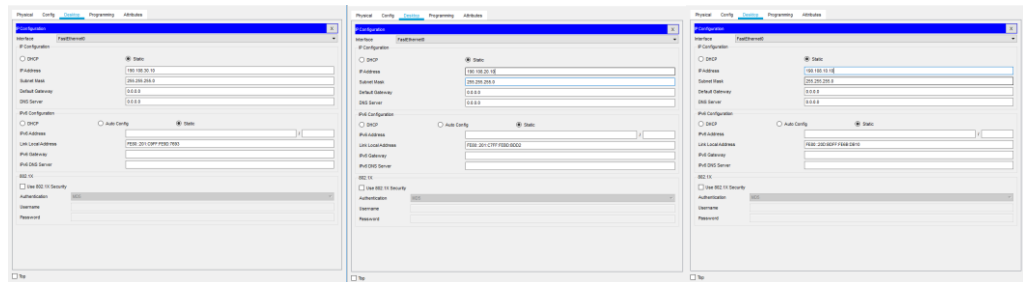 Physical Config Desktop Programming Attributes
IP Configuration X
Interface FastEthernet0
IP Configuration
DHCP Static
IP Address
Subnet Mask 255.255.255.0
Default Gateway 0.0.0.0
DNS Server 0.0.0.0
IPv6 Configuration
DHCP Auto Config Static
IPv6 Address /
Link Local Address
IPv6 Gateway
IPv6 DNS Server
802.1X
Use 802.1X Security
Authentication MD5
Username
Password
Top
Physical Config Desktop Programming Attributes
IP Configuration X
Interface FastEthernet0
IP Configuration
DHCP Static
IP Address
Subnet Mask 255.255.255.0
Default Gateway 0.0.0.0
DNS Server 0.0.0.0
IPv6 Configuration
DHCP Auto Config Static
IPv6 Address /
Link Local Address
IPv6 Gateway
IPv6 DNS Server
802.1X
Use 802.1X Security
Authentication MD5
Username
Password
Top
Physical Config Desktop Programming Attributes
IP Configuration X
Interface FastEthernet0
IP Configuration
DHCP Static
IP Address
Subnet Mask 255.255.255.0
Default Gateway 0.0.0.0
DNS Server 0.0.0.0
IPv6 Configuration
DHCP Auto Config Static
IPv6 Address /
Link Local Address
IPv6 Gateway
IPv6 DNS Server
802.1X
Use 802.1X Security
Authentication MD5
Username
Password
Top